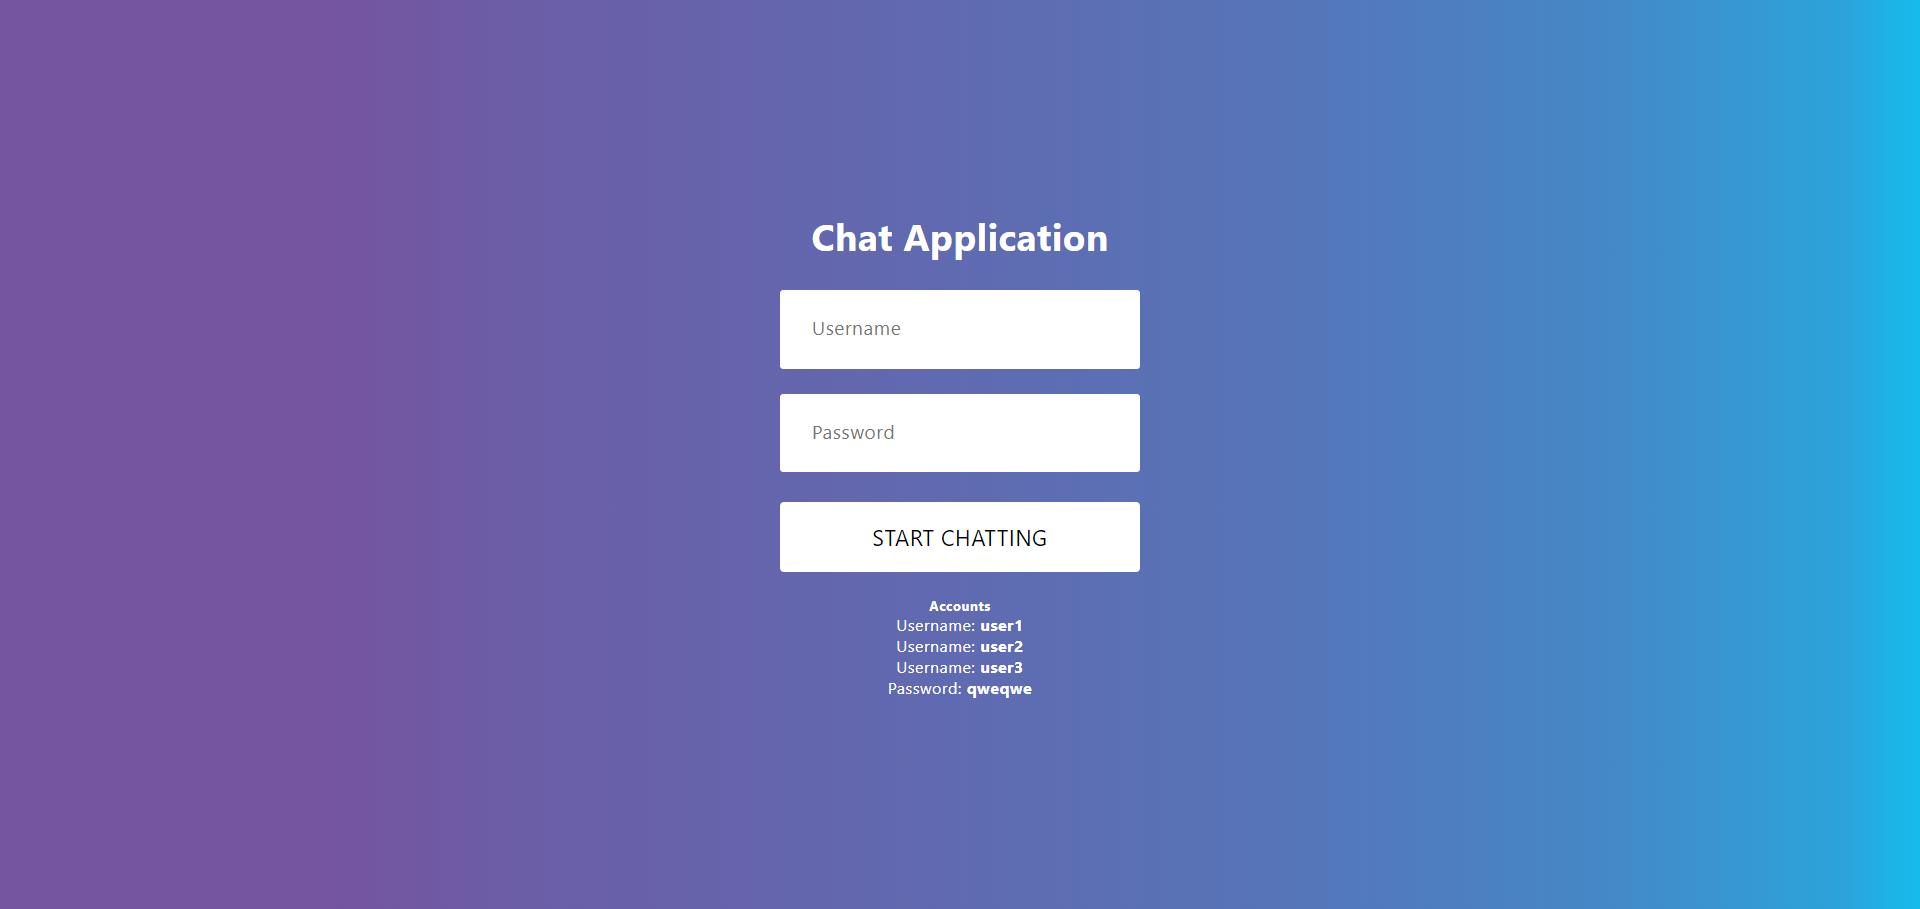 Chat Application
Username
Password
START CHATTING
Accounts
Username: user1
Username: user2
Username: user3
Password: qweqwe